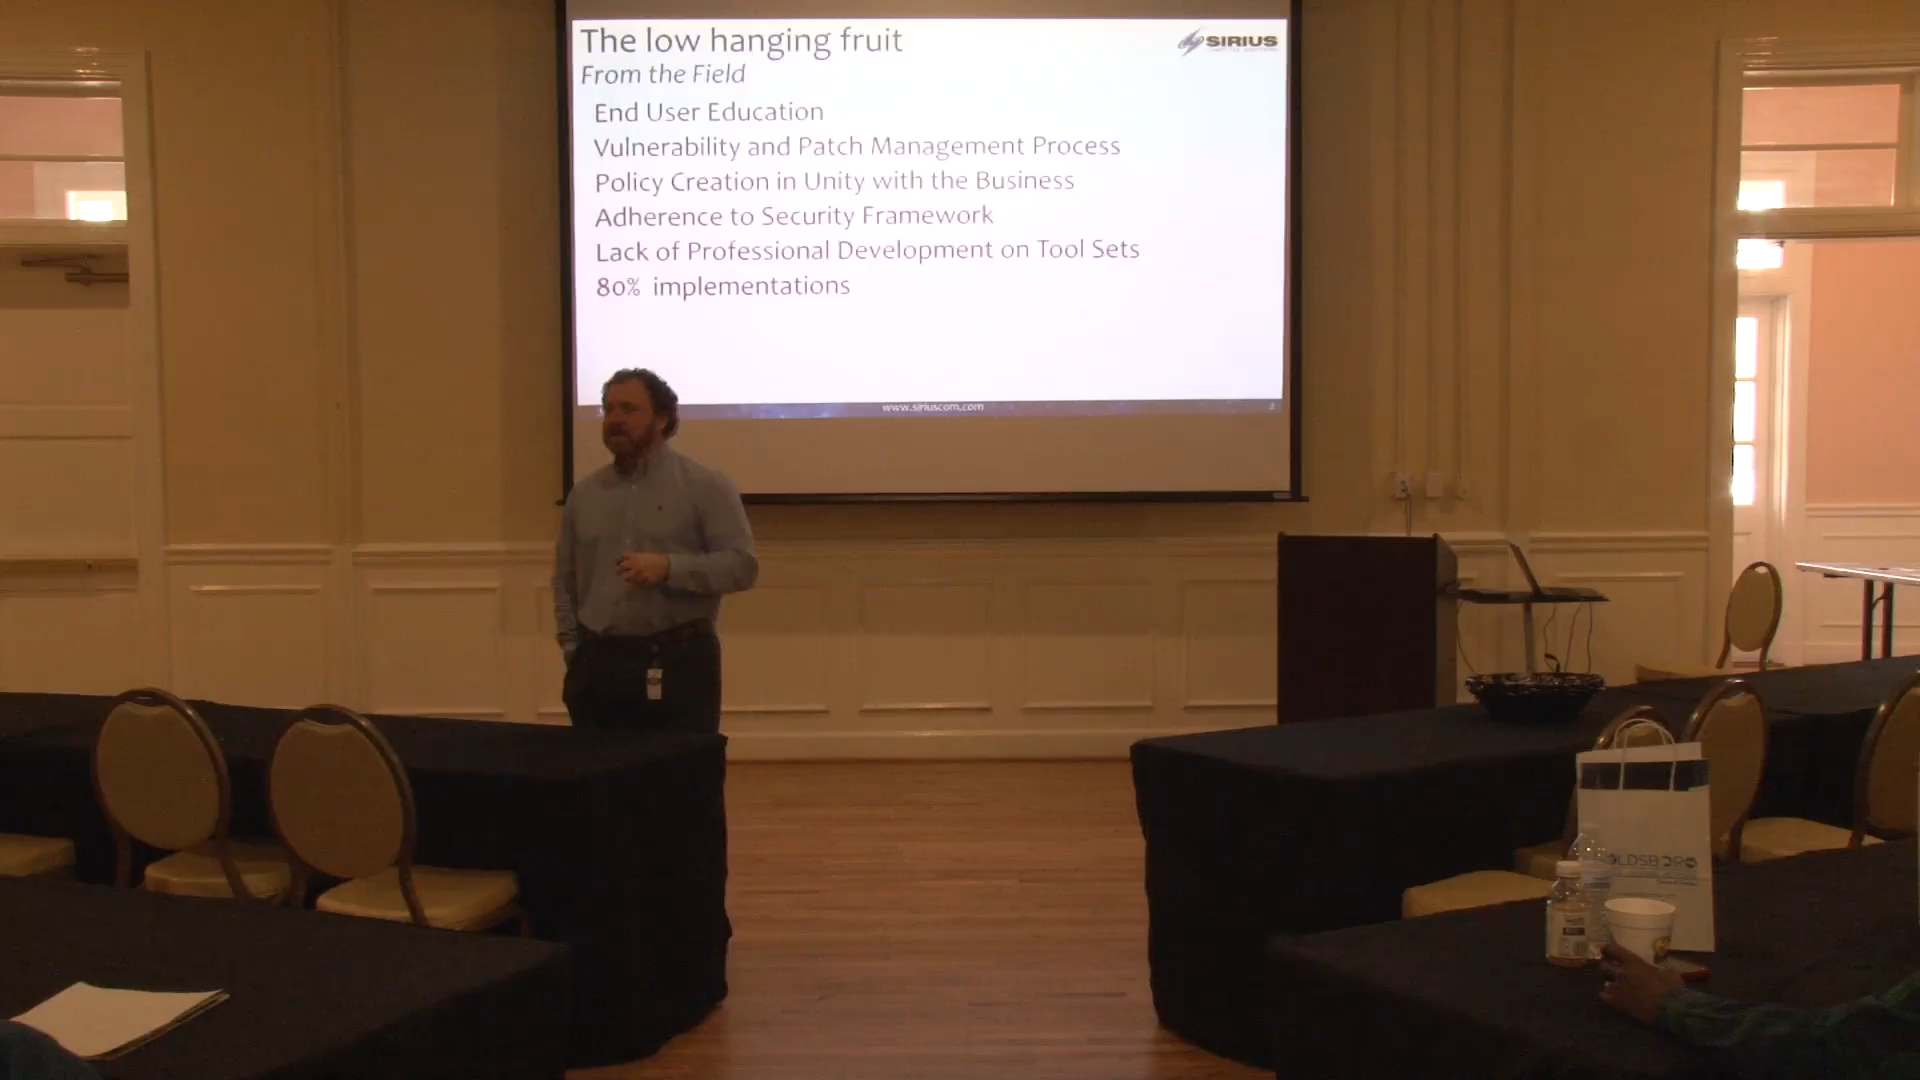 The low hanging fruit
SIRIUS
From the Field
End User Education
Vulnerability and Patch Management Process
Policy Creation in Unity with the Business
Adherence to Security Framework
Lack of Professional Development on Tool Sets
80% implementations
www.siriuscom.com